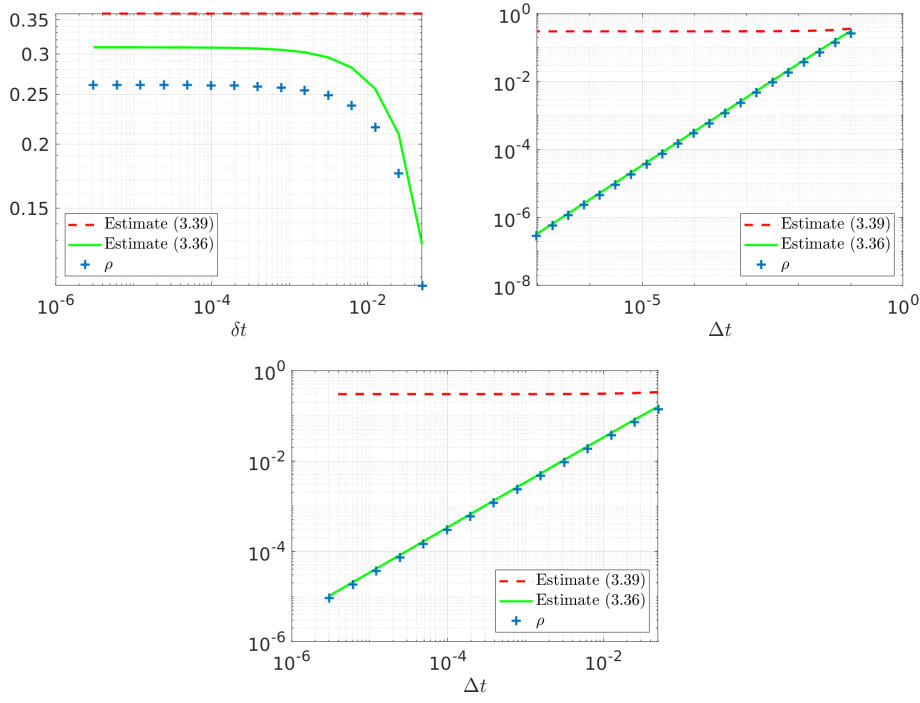 0.35
0.3
0.25
0.2
0.15
Estimate (3.39)
Estimate (3.36)
ρ
10^-6
10^-4
10^-2
δt
10^0
10^-2
10^-4
10^-6
10^-8
Estimate (3.39)
Estimate (3.36)
ρ
10^-5
10^0
Δt
10^0
10^-2
10^-4
10^-6
Estimate (3.39)
Estimate (3.36)
ρ
10^-6
10^-4
10^-2
Δt